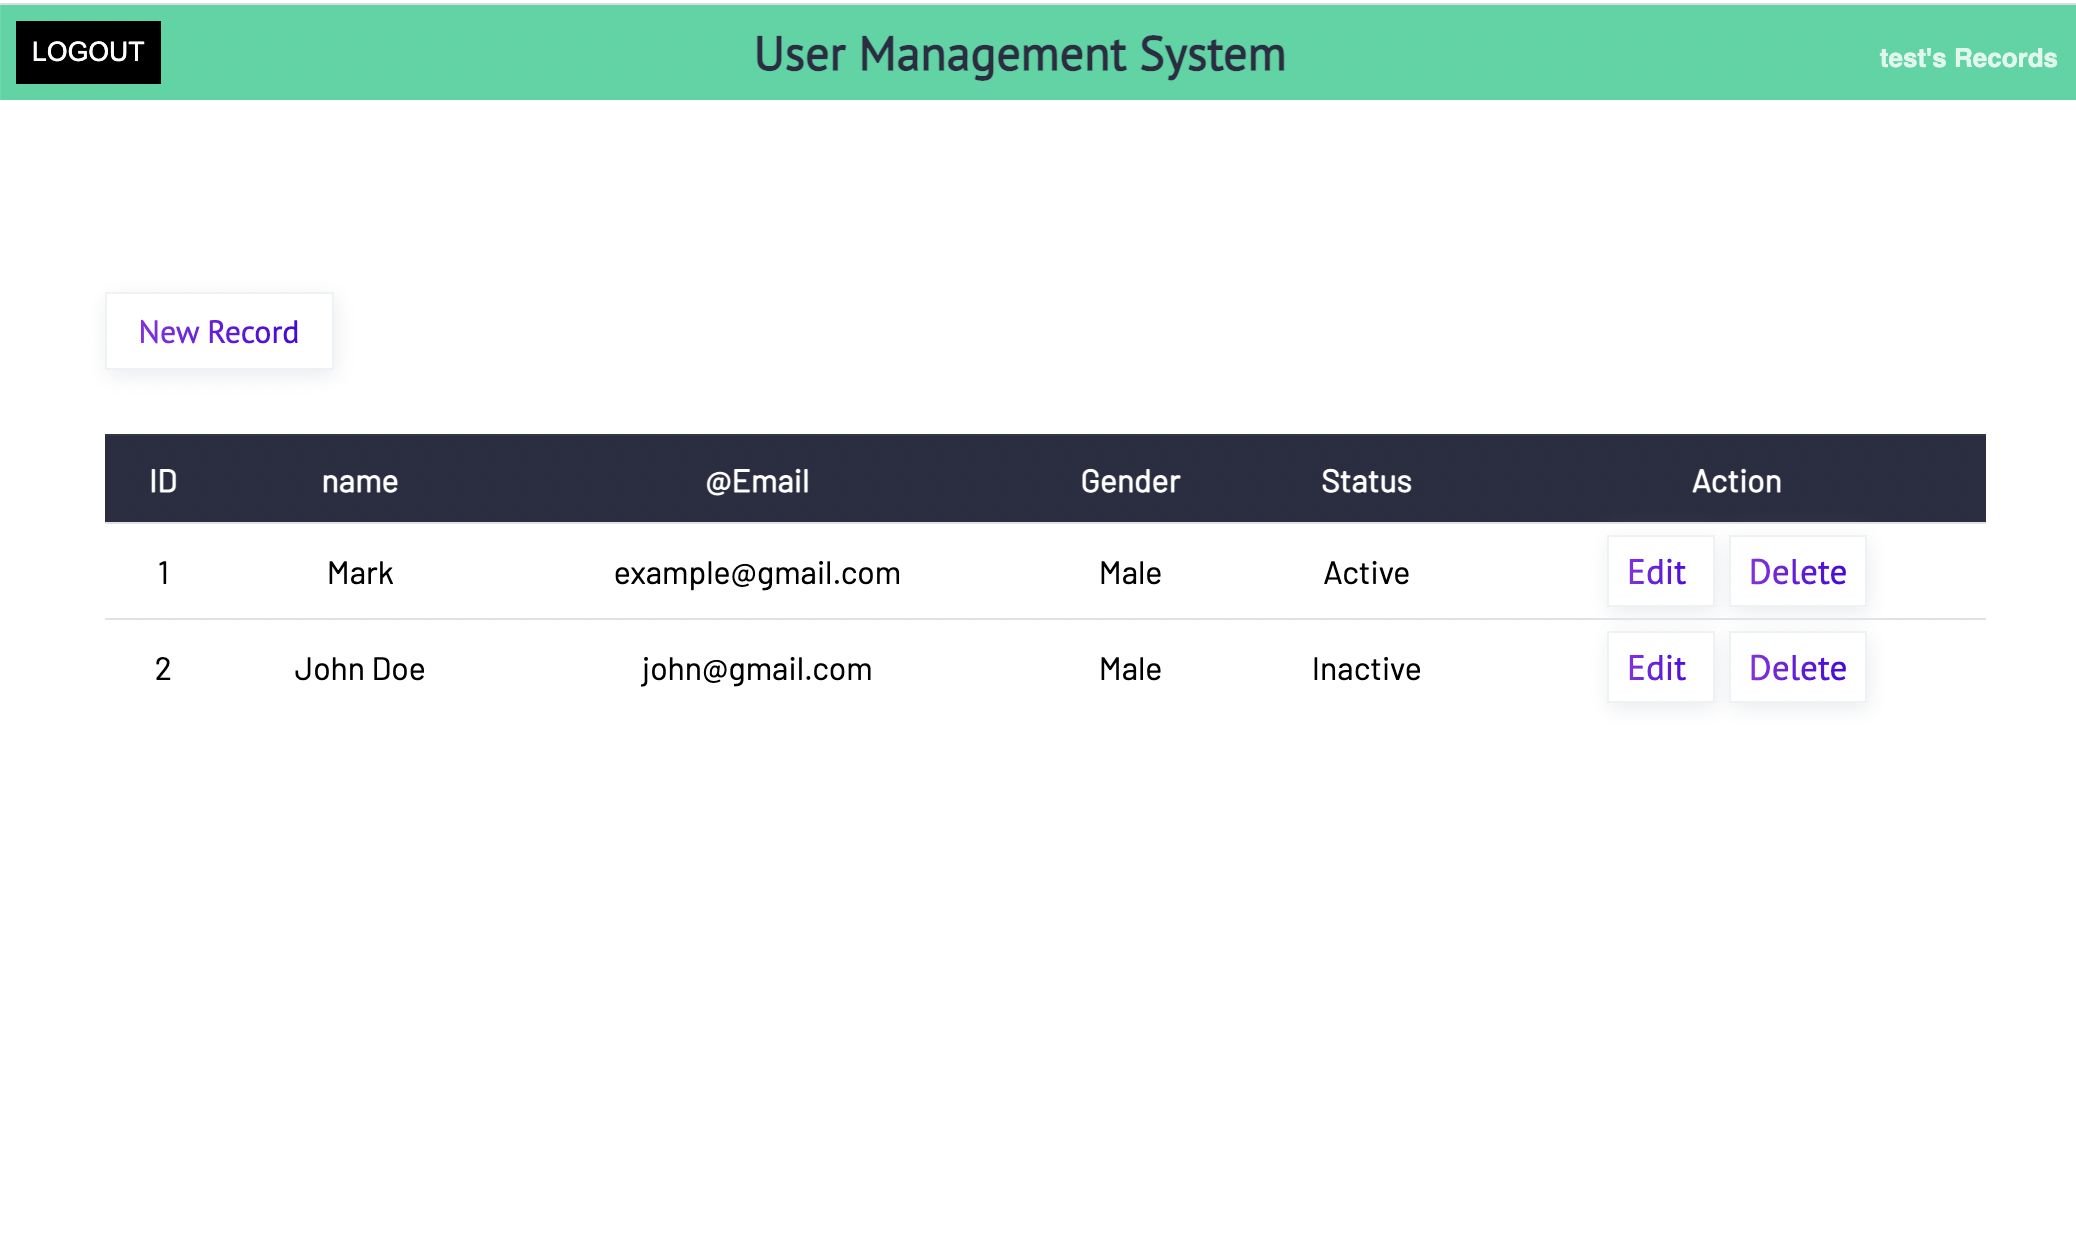 LOGOUT User Management System test's Records
New Record
ID name @Email Gender Status Action
1 Mark example@gmail.com Male Active Edit Delete
2 John Doe john@gmail.com Male Inactive Edit Delete